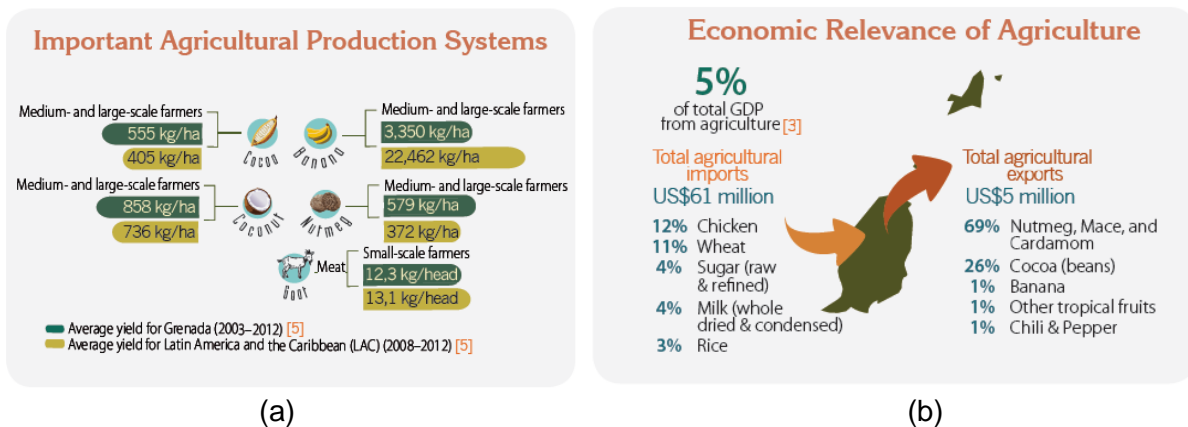 Important Agricultural Production Systems
Medium- and large-scale farmers
555 kg/ha
405 kg/ha
Cocoa
Medium- and large-scale farmers
3,350 kg/ha
22,462 kg/ha
Banana
Medium- and large-scale farmers
858 kg/ha
736 kg/ha
Coconut
Medium- and large-scale farmers
579 kg/ha
372 kg/ha
Nutmeg
Small-scale farmers
Meat
12,3 kg/head
13,1 kg/head
Goat
Average yield for Grenada (2003–2012) [5]
Average yield for Latin America and the Caribbean (LAC) (2008–2012) [5]
(a)
Economic Relevance of Agriculture
5%
of total GDP
from agriculture [3]
Total agricultural
imports
US$61 million
12% Chicken
11% Wheat
4% Sugar (raw
& refined)
4% Milk (whole
dried & condensed)
3% Rice
Total agricultural
exports
US$5 million
69% Nutmeg, Mace, and
Cardamom
26% Cocoa (beans)
1% Banana
1% Other tropical fruits
1% Chili & Pepper
(b)